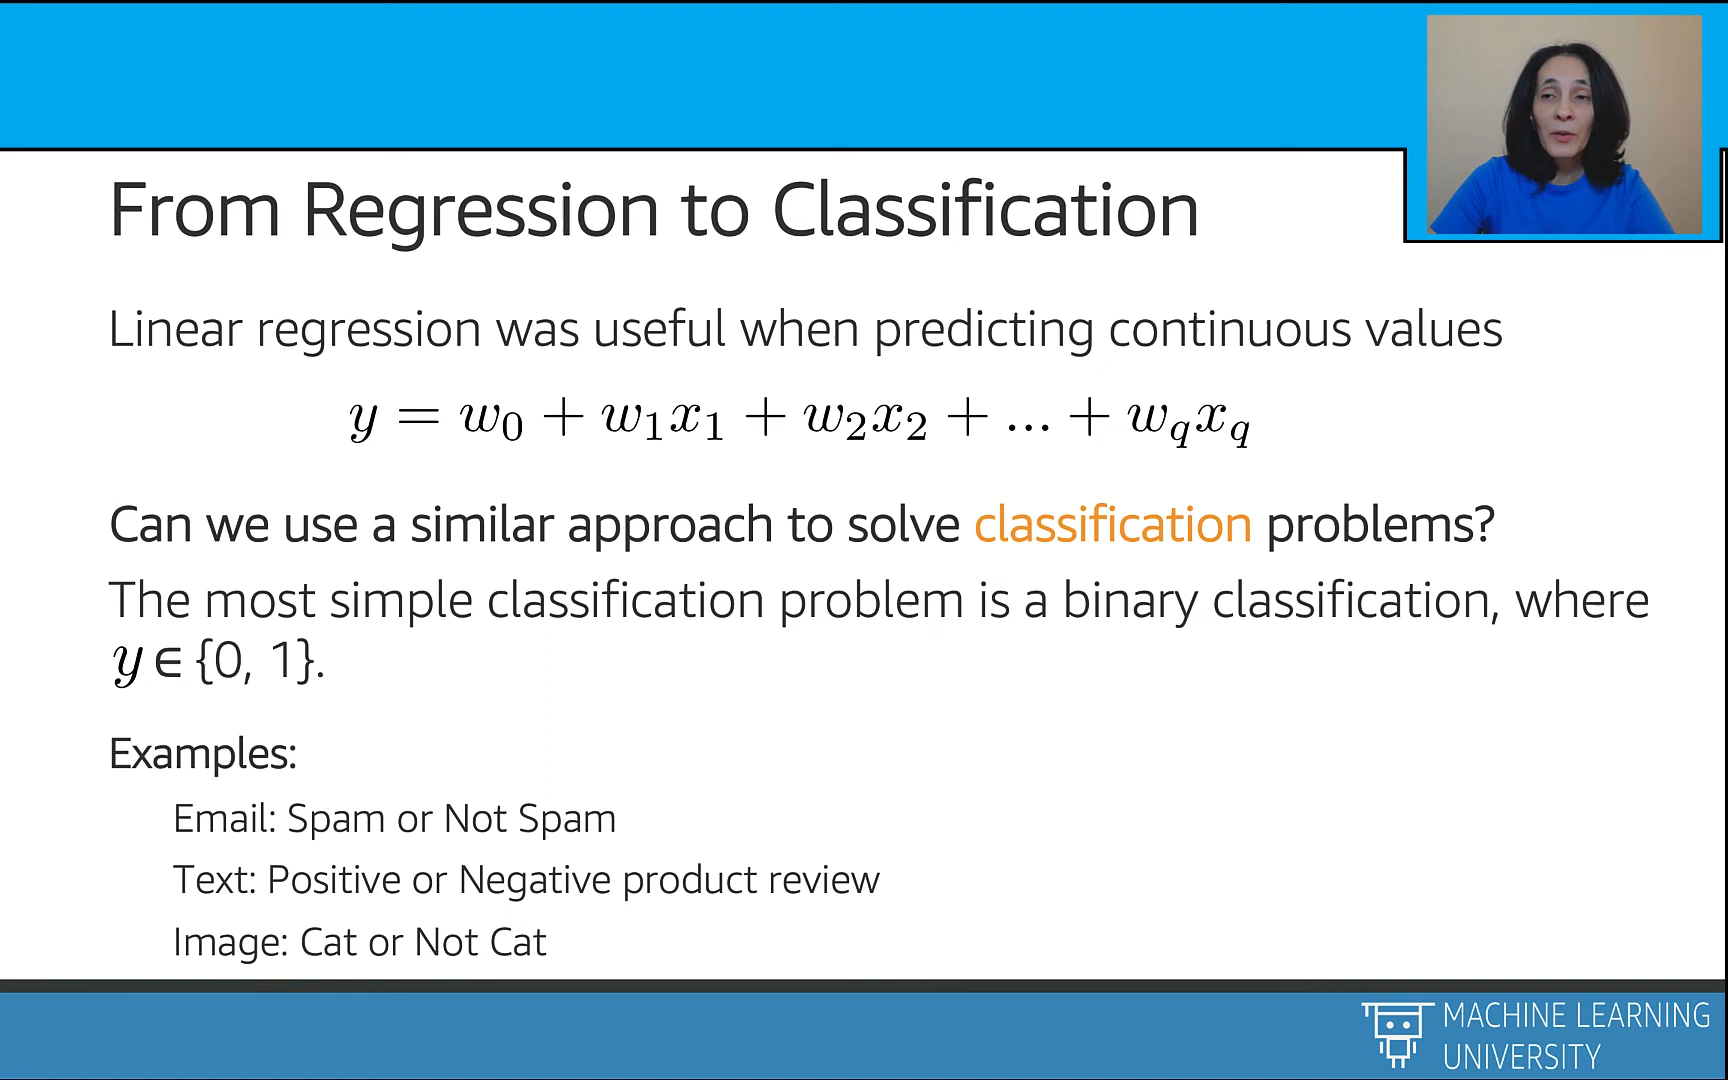 From Regression to Classification
Linear regression was useful when predicting continuous values
y = w₀ + w₁x₁ + w₂x₂ + ... + w_q x_q
Can we use a similar approach to solve classification problems?
The most simple classification problem is a binary classification, where
y ∈ {0, 1}.
Examples:
Email: Spam or Not Spam
Text: Positive or Negative product review
Image: Cat or Not Cat
MACHINE LEARNING
UNIVERSITY